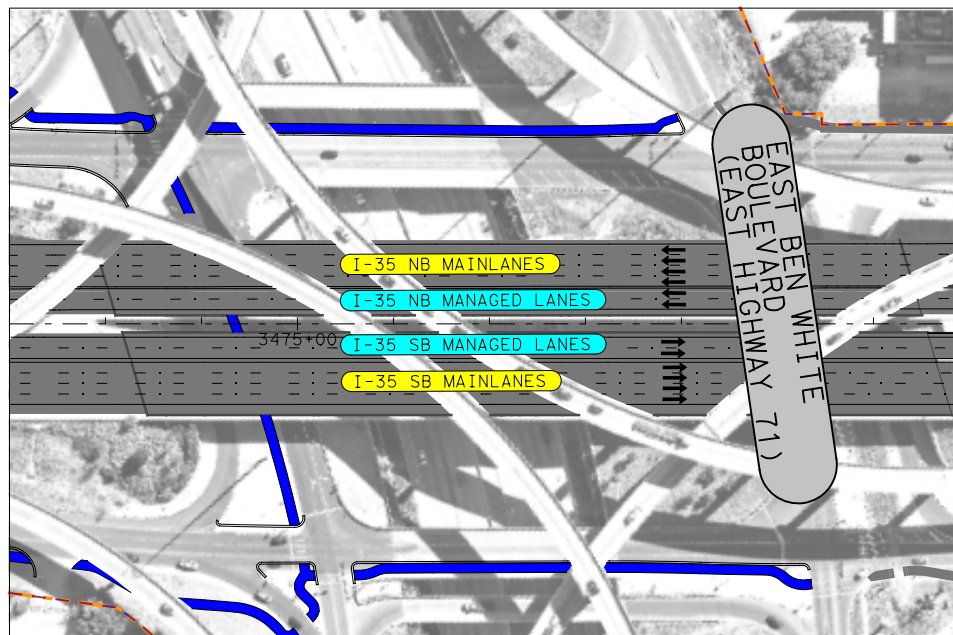 I-35 NB MAINLANES
I-35 NB MANAGED LANES
3475+00
I-35 SB MANAGED LANES
I-35 SB MAINLANES
EAST BEN WHITE
BOULEVARD
(EAST HIGHWAY 71)